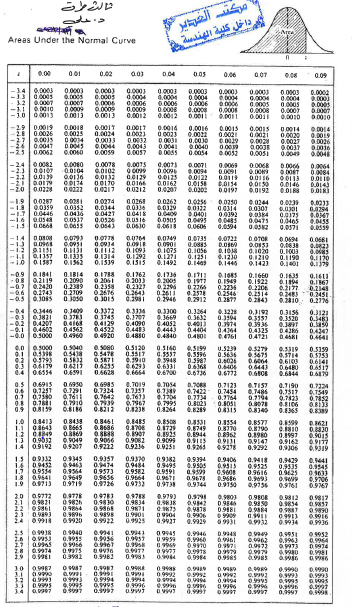 مكتب الغدير
داخل كلية الهندسة
Areas Under the Normal Curve
Area
z 0.00 0.01 0.02 0.03 0.04 0.05 0.06 0.07 0.08 0.09
-3.4 0.0003 0.0003 0.0003 0.0003 0.0003 0.0003 0.0003 0.0003 0.0003 0.0002
-3.3 0.0005 0.0005 0.0005 0.0004 0.0004 0.0004 0.0004 0.0004 0.0004 0.0003
-3.2 0.0007 0.0007 0.0006 0.0006 0.0006 0.0006 0.0006 0.0005 0.0005 0.0005
-3.1 0.0010 0.0009 0.0009 0.0009 0.0008 0.0008 0.0008 0.0008 0.0007 0.0007
-3.0 0.0013 0.0013 0.0013 0.0012 0.0012 0.0011 0.0011 0.0011 0.0010 0.0010
-2.9 0.0019 0.0018 0.0017 0.0017 0.0016 0.0016 0.0015 0.0015 0.0014 0.0014
-2.8 0.0026 0.0025 0.0024 0.0023 0.0023 0.0022 0.0021 0.0021 0.0020 0.0019
-2.7 0.0035 0.0034 0.0033 0.0032 0.0031 0.0030 0.0029 0.0028 0.0027 0.0026
-2.6 0.0047 0.0045 0.0044 0.0043 0.0041 0.0040 0.0039 0.0038 0.0037 0.0036
-2.5 0.0062 0.0060 0.0059 0.0057 0.0055 0.0054 0.0052 0.0051 0.0049 0.0048
-2.4 0.0082 0.0080 0.0078 0.0075 0.0073 0.0071 0.0069 0.0068 0.0066 0.0064
-2.3 0.0107 0.0104 0.0102 0.0099 0.0096 0.0094 0.0091 0.0089 0.0087 0.0084
-2.2 0.0139 0.0136 0.0132 0.0129 0.0125 0.0122 0.0119 0.0116 0.0113 0.0110
-2.1 0.0179 0.0174 0.0170 0.0166 0.0162 0.0158 0.0154 0.0150 0.0146 0.0143
-2.0 0.0228 0.0222 0.0217 0.0212 0.0207 0.0202 0.0197 0.0192 0.0188 0.0183
-1.9 0.0287 0.0281 0.0274 0.0268 0.0262 0.0256 0.0250 0.0244 0.0239 0.0233
-1.8 0.0359 0.0352 0.0344 0.0336 0.0329 0.0322 0.0314 0.0307 0.0301 0.0294
-1.7 0.0446 0.0436 0.0427 0.0418 0.0409 0.0401 0.0392 0.0384 0.0375 0.0367
-1.6 0.0548 0.0537 0.0526 0.0516 0.0505 0.0495 0.0485 0.0475 0.0465 0.0455
-1.5 0.0668 0.0655 0.0643 0.0630 0.0618 0.0606 0.0594 0.0582 0.0571 0.0559
-1.4 0.0808 0.0793 0.0778 0.0764 0.0749 0.0735 0.0722 0.0708 0.0694 0.0681
-1.3 0.0968 0.0951 0.0934 0.0918 0.0901 0.0885 0.0869 0.0853 0.0838 0.0823
-1.2 0.1151 0.1131 0.1112 0.1093 0.1075 0.1056 0.1038 0.1020 0.1003 0.0985
-1.1 0.1357 0.1335 0.1314 0.1292 0.1271 0.1251 0.1230 0.1210 0.1190 0.1170
-1.0 0.1587 0.1562 0.1539 0.1515 0.1492 0.1469 0.1446 0.1423 0.1401 0.1379
-0.9 0.1841 0.1814 0.1788 0.1762 0.1736 0.1711 0.1685 0.1660 0.1635 0.1611
-0.8 0.2119 0.2090 0.2061 0.2033 0.2005 0.1977 0.1949 0.1922 0.1894 0.1867
-0.7 0.2420 0.2389 0.2358 0.2327 0.2296 0.2266 0.2236 0.2206 0.2177 0.2148
-0.6 0.2743 0.2709 0.2676 0.2643 0.2611 0.2578 0.2546 0.2514 0.2483 0.2451
-0.5 0.3085 0.3050 0.3015 0.2981 0.2946 0.2912 0.2877 0.2843 0.2810 0.2776
-0.4 0.3446 0.3409 0.3372 0.3336 0.3300 0.3264 0.3228 0.3192 0.3156 0.3121
-0.3 0.3821 0.3783 0.3745 0.3707 0.3669 0.3632 0.3594 0.3557 0.3520 0.3483
-0.2 0.4207 0.4168 0.4129 0.4090 0.4052 0.4013 0.3974 0.3936 0.3897 0.3859
-0.1 0.4602 0.4562 0.4522 0.4483 0.4443 0.4404 0.4364 0.4325 0.4286 0.4247
-0.0 0.5000 0.4960 0.4920 0.4880 0.4840 0.4801 0.4761 0.4721 0.4681 0.4641
0.0 0.5000 0.5040 0.5080 0.5120 0.5160 0.5199 0.5239 0.5279 0.5319 0.5359
0.1 0.5398 0.5438 0.5478 0.5517 0.5557 0.5596 0.5636 0.5675 0.5714 0.5753
0.2 0.5793 0.5832 0.5871 0.5910 0.5948 0.5987 0.6026 0.6064 0.6103 0.6141
0.3 0.6179 0.6217 0.6255 0.6293 0.6331 0.6368 0.6406 0.6443 0.6480 0.6517
0.4 0.6554 0.6591 0.6628 0.6664 0.6700 0.6736 0.6772 0.6808 0.6844 0.6879
0.5 0.6915 0.6950 0.6985 0.7019 0.7054 0.7088 0.7123 0.7157 0.7190 0.7224
0.6 0.7257 0.7291 0.7324 0.7357 0.7389 0.7422 0.7454 0.7486 0.7517 0.7549
0.7 0.7580 0.7611 0.7642 0.7673 0.7704 0.7734 0.7764 0.7794 0.7823 0.7852
0.8 0.7881 0.7910 0.7939 0.7967 0.7995 0.8023 0.8051 0.8078 0.8106 0.8133
0.9 0.8159 0.8186 0.8212 0.8238 0.8264 0.8289 0.8315 0.8340 0.8365 0.8389
1.0 0.8413 0.8438 0.8461 0.8485 0.8508 0.8531 0.8554 0.8577 0.8599 0.8621
1.1 0.8643 0.8665 0.8686 0.8708 0.8729 0.8749 0.8770 0.8790 0.8810 0.8830
1.2 0.8849 0.8869 0.8888 0.8907 0.8925 0.8944 0.8962 0.8980 0.8997 0.9015
1.3 0.9032 0.9049 0.9066 0.9082 0.9099 0.9115 0.9131 0.9147 0.9162 0.9177
1.4 0.9192 0.9207 0.9222 0.9236 0.9251 0.9265 0.9278 0.9292 0.9306 0.9319
1.5 0.9332 0.9345 0.9357 0.9370 0.9382 0.9394 0.9406 0.9418 0.9429 0.9441
1.6 0.9452 0.9463 0.9474 0.9484 0.9495 0.9505 0.9515 0.9525 0.9535 0.9545
1.7 0.9554 0.9564 0.9573 0.9582 0.9591 0.9599 0.9608 0.9616 0.9625 0.9633
1.8 0.9641 0.9649 0.9656 0.9664 0.9671 0.9678 0.9686 0.9693 0.9699 0.9706
1.9 0.9713 0.9719 0.9726 0.9732 0.9738 0.9744 0.9750 0.9756 0.9761 0.9767
2.0 0.9772 0.9778 0.9783 0.9788 0.9793 0.9798 0.9803 0.9808 0.9812 0.9817
2.1 0.9821 0.9826 0.9830 0.9834 0.9838 0.9842 0.9846 0.9850 0.9854 0.9857
2.2 0.9861 0.9864 0.9868 0.9871 0.9875 0.9878 0.9881 0.9884 0.9887 0.9890
2.3 0.9893 0.9896 0.9898 0.9901 0.9904 0.9906 0.9909 0.9911 0.9913 0.9916
2.4 0.9918 0.9920 0.9922 0.9925 0.9927 0.9929 0.9931 0.9932 0.9934 0.9936
2.5 0.9938 0.9940 0.9941 0.9943 0.9945 0.9946 0.9948 0.9949 0.9951 0.9952
2.6 0.9953 0.9955 0.9956 0.9957 0.9959 0.9960 0.9961 0.9962 0.9963 0.9964
2.7 0.9965 0.9966 0.9967 0.9968 0.9969 0.9970 0.9971 0.9972 0.9973 0.9974
2.8 0.9974 0.9975 0.9976 0.9977 0.9977 0.9978 0.9979 0.9979 0.9980 0.9981
2.9 0.9981 0.9982 0.9982 0.9983 0.9984 0.9984 0.9985 0.9985 0.9986 0.9986
3.0 0.9987 0.9987 0.9987 0.9988 0.9988 0.9989 0.9989 0.9989 0.9990 0.9990
3.1 0.9990 0.9991 0.9991 0.9991 0.9992 0.9992 0.9992 0.9992 0.9993 0.9993
3.2 0.9993 0.9993 0.9994 0.9994 0.9994 0.9994 0.9994 0.9995 0.9995 0.9995
3.3 0.9995 0.9995 0.9995 0.9996 0.9996 0.9996 0.9996 0.9996 0.9996 0.9997
3.4 0.9997 0.9997 0.9997 0.9997 0.9997 0.9997 0.9997 0.9997 0.9997 0.9998